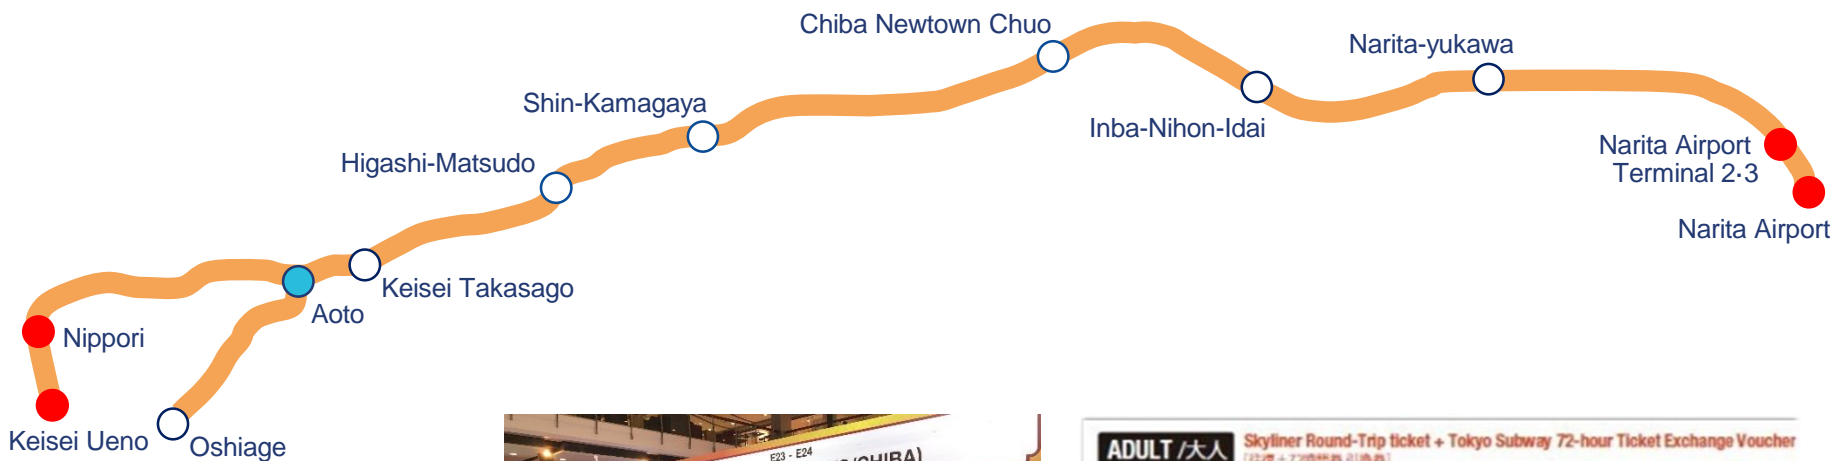 Chiba Newtown Chuo
Narita-yukawa
Shin-Kamagaya
Inba-Nihon-Idai
Higashi-Matsudo
Narita Airport
Terminal 2·3
Narita Airport
Keisei Takasago
Aoto
Nippori
Keisei Ueno
Oshiage
E23 - E24
/CHIBA)
ADULT /大人
Skyliner Round-Trip ticket + Tokyo Subway 72-hour Ticket Exchange Voucher